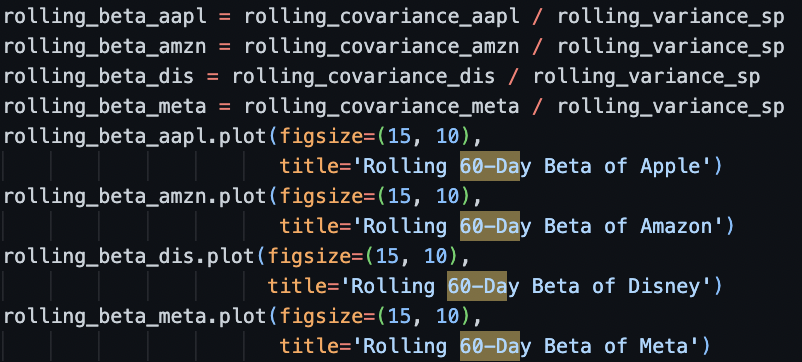 rolling_beta_aapl = rolling_covariance_aapl / rolling_variance_sp
rolling_beta_amzn = rolling_covariance_amzn / rolling_variance_sp
rolling_beta_dis = rolling_covariance_dis / rolling_variance_sp
rolling_beta_meta = rolling_covariance_meta / rolling_variance_sp
rolling_beta_aapl.plot(figsize=(15, 10),
                       title='Rolling 60-Day Beta of Apple')
rolling_beta_amzn.plot(figsize=(15, 10),
                       title='Rolling 60-Day Beta of Amazon')
rolling_beta_dis.plot(figsize=(15, 10),
                      title='Rolling 60-Day Beta of Disney')
rolling_beta_meta.plot(figsize=(15, 10),
                       title='Rolling 60-Day Beta of Meta')